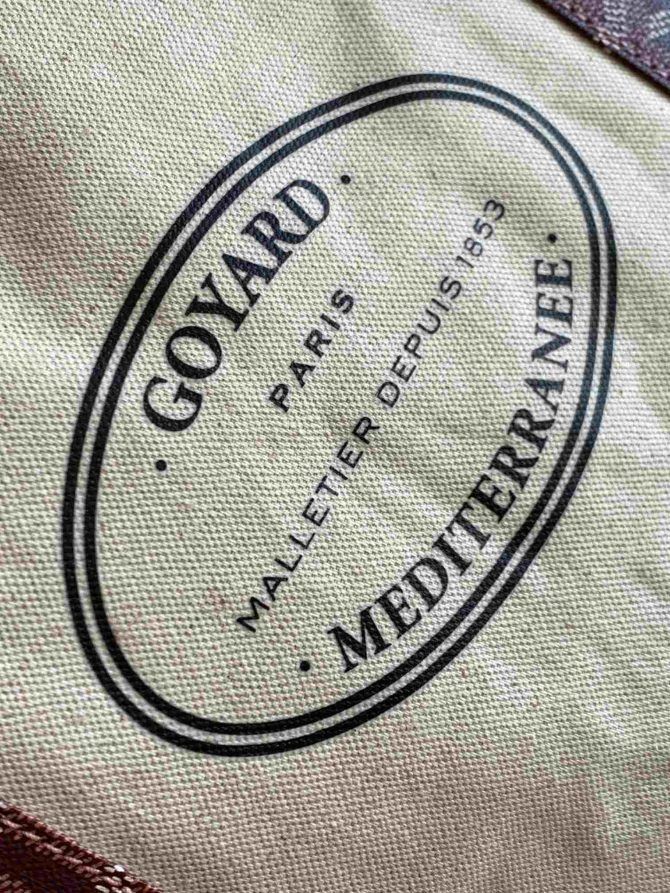 · GOYARD ·
PARIS
MALLETIER DEPUIS 1853
· MEDITERRANEE ·